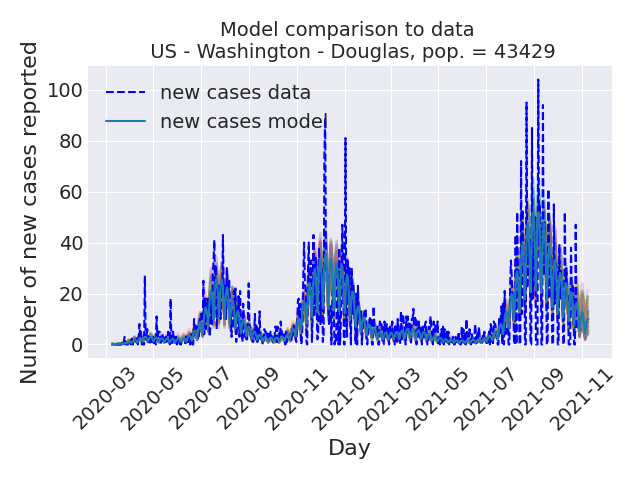 Model comparison to data
US - Washington - Douglas, pop. = 43429
Number of new cases reported
100
80
60
40
20
0
new cases data
new cases model
2020-03
2020-05
2020-07
2020-09
2020-11
2021-01
2021-03
2021-05
2021-07
2021-09
2021-11
Day